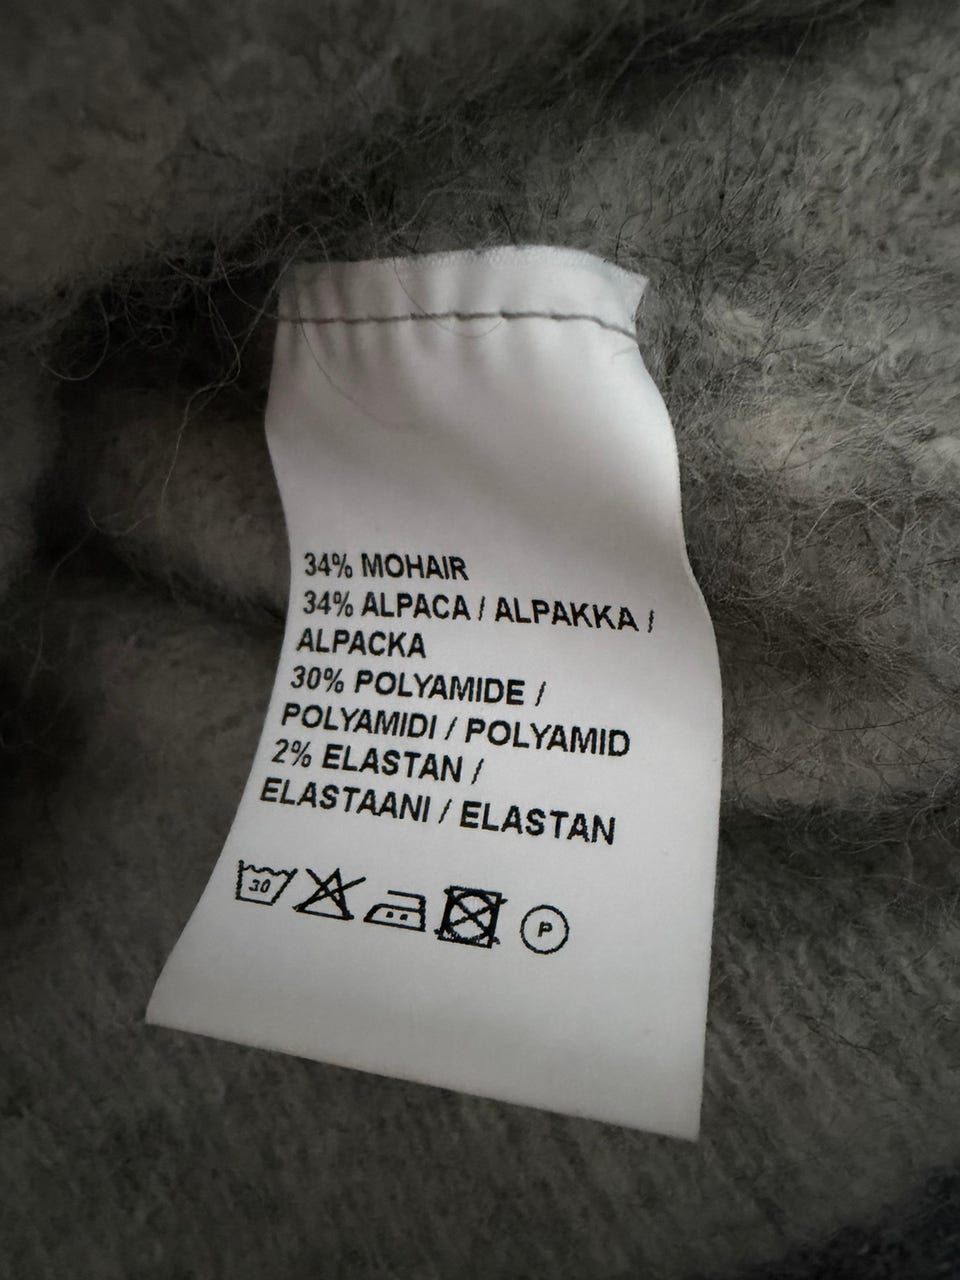 34% MOHAIR
34% ALPACA / ALPAKKA /
ALPACKA
30% POLYAMIDE /
POLYAMIDI / POLYAMID
2% ELASTAN /
ELASTAANI / ELASTAN
30 P